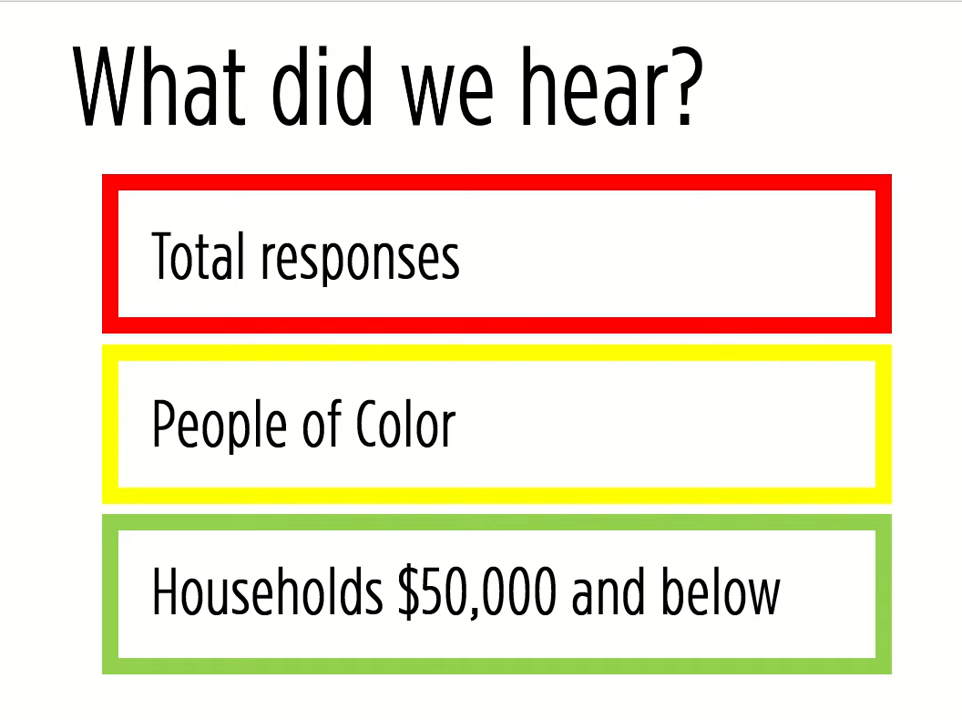 What did we hear?
Total responses
People of Color
Households $50,000 and below